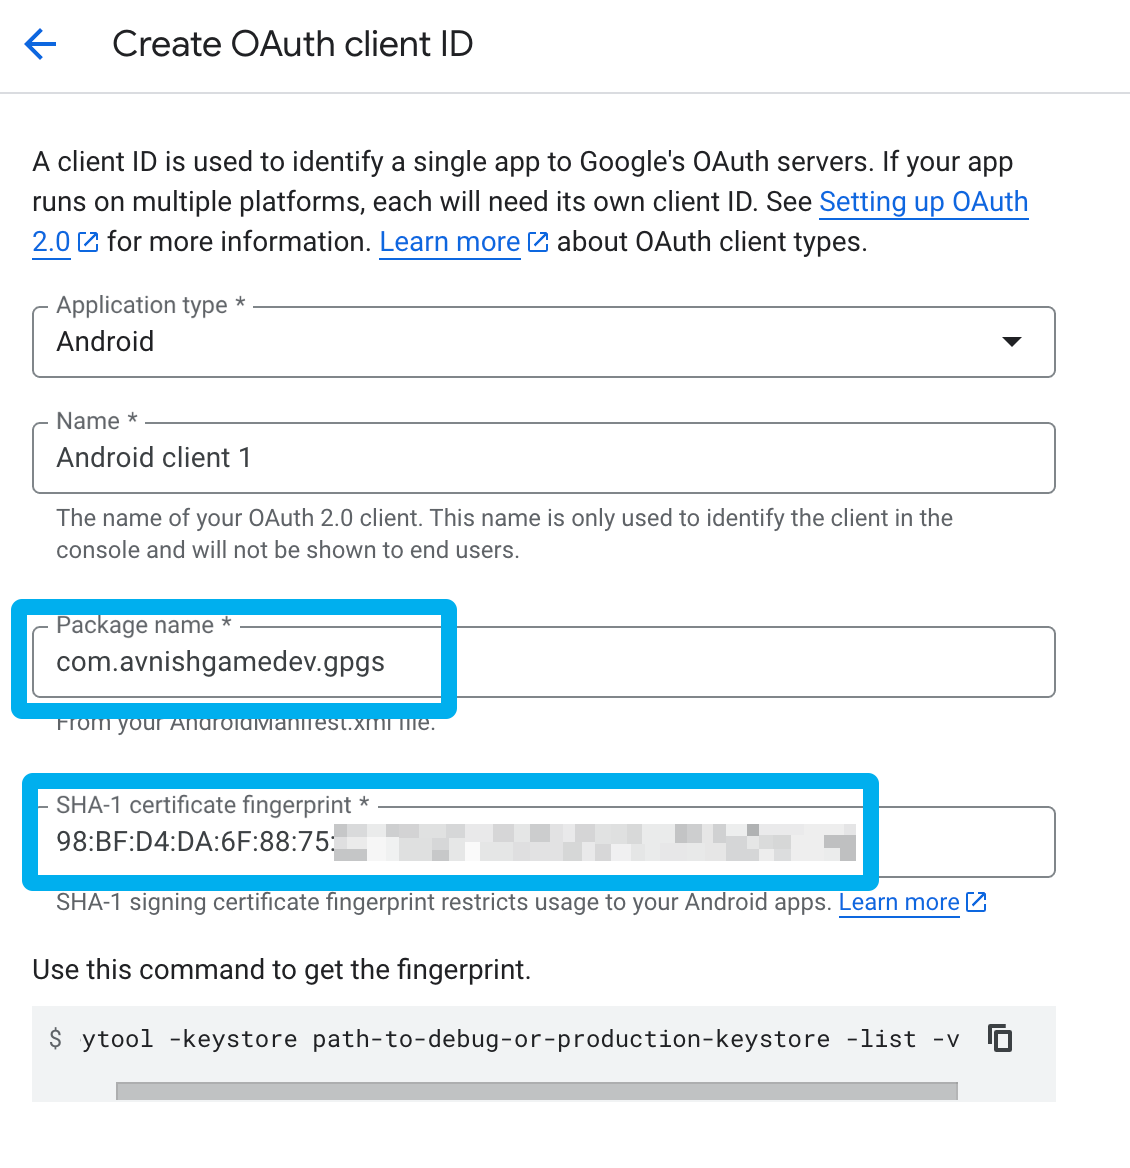 Create OAuth client ID
A client ID is used to identify a single app to Google's OAuth servers. If your app
runs on multiple platforms, each will need its own client ID. See Setting up OAuth
2.0 for more information. Learn more about OAuth client types.
Application type *
Android
Name *
Android client 1
The name of your OAuth 2.0 client. This name is only used to identify the client in the
console and will not be shown to end users.
Package name *
com.avnishgamedev.gpgs
From your AndroidManifest.xml file.
SHA-1 certificate fingerprint *
98:BF:D4:DA:6F:88:75:
SHA-1 signing certificate fingerprint restricts usage to your Android apps. Learn more
Use this command to get the fingerprint.
$ ytool -keystore path-to-debug-or-production-keystore -list -v